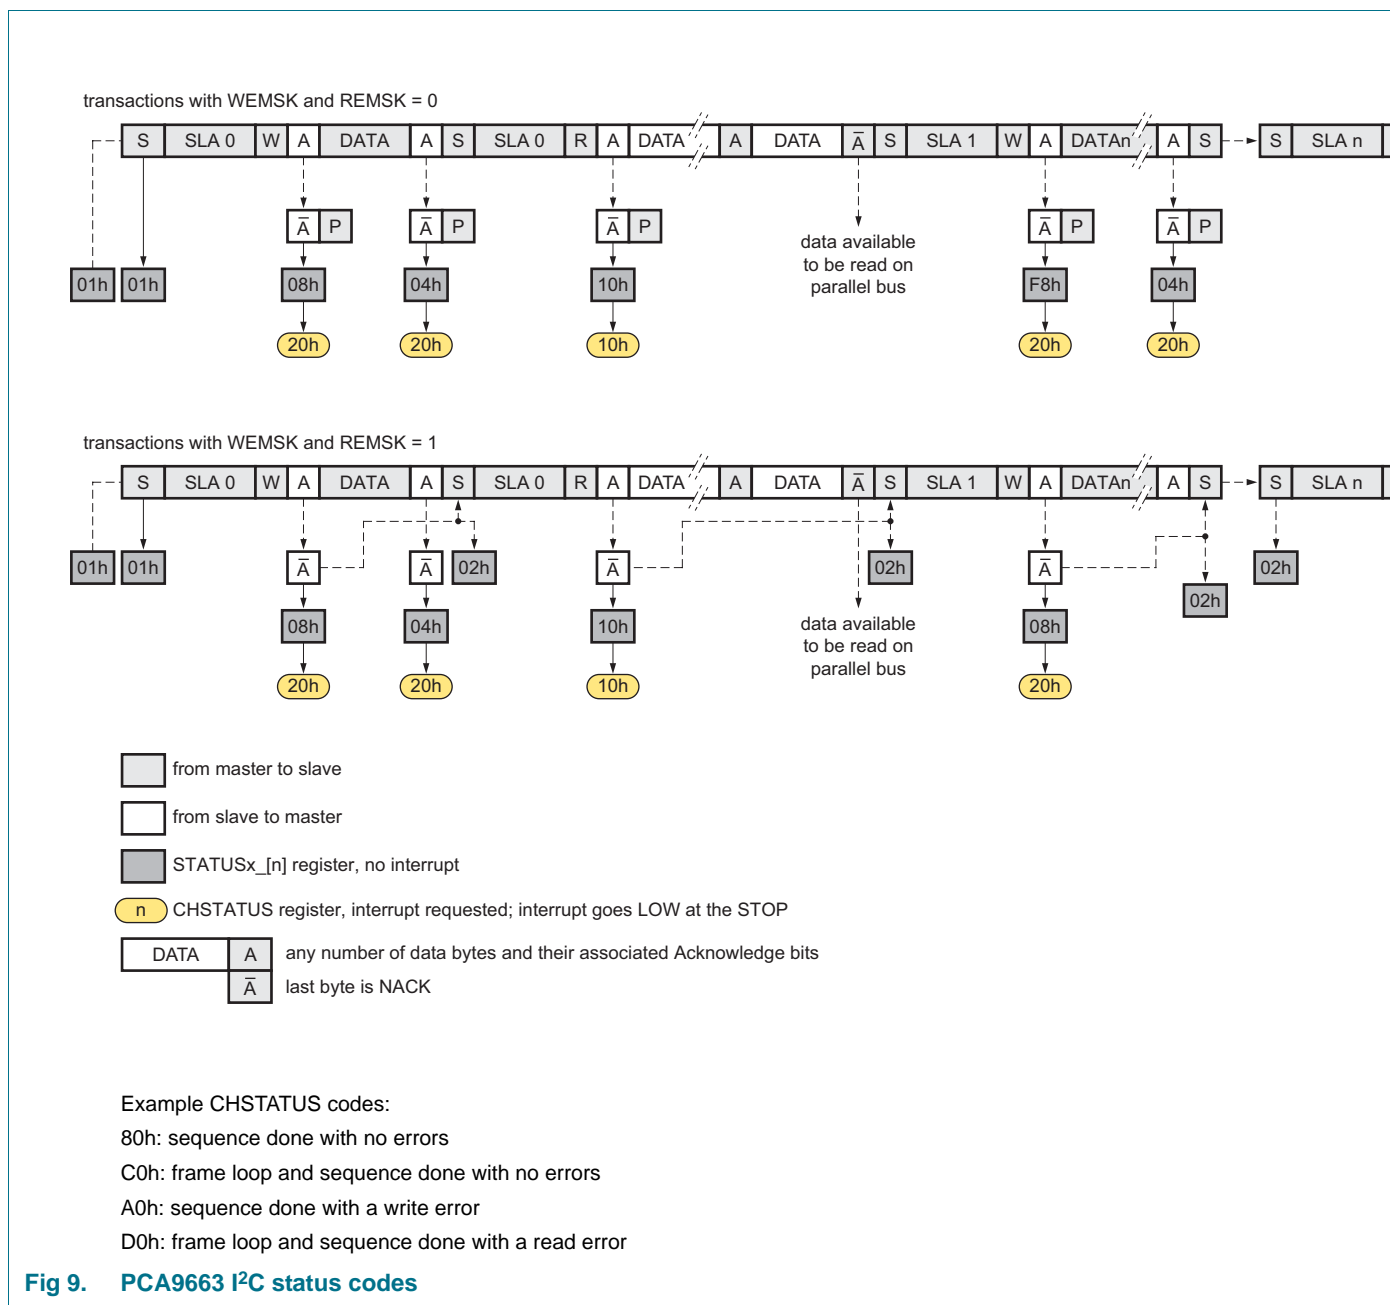 transactions with WEMSK and REMSK = 0
S SLA 0 W A DATA A S SLA 0 R A DATA A DATA A̅ S SLA 1 W A DATAn A S S SLA n
A̅ P A̅ P A̅ P A̅ P A̅ P
data available
to be read on
parallel bus
01h 01h 08h 04h 10h F8h 04h
20h 20h 10h 20h 20h
transactions with WEMSK and REMSK = 1
S SLA 0 W A DATA A S SLA 0 R A DATA A DATA A̅ S SLA 1 W A DATAn A S S SLA n
01h 01h A̅ A̅ 02h A̅ 02h A̅ 02h
02h
08h 04h 10h 08h
data available
to be read on
parallel bus
20h 20h 10h 20h
from master to slave
from slave to master
STATUSx_[n] register, no interrupt
n CHSTATUS register, interrupt requested; interrupt goes LOW at the STOP
DATA A any number of data bytes and their associated Acknowledge bits
A̅ last byte is NACK
Example CHSTATUS codes:
80h: sequence done with no errors
C0h: frame loop and sequence done with no errors
A0h: sequence done with a write error
D0h: frame loop and sequence done with a read error
Fig 9. PCA9663 I²C status codes